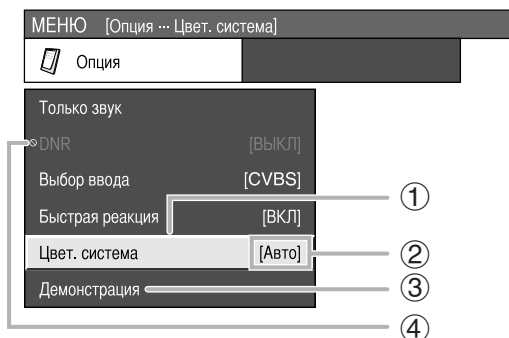 МЕНЮ [Опция ··· Цвет. система]
Опция
Только звук
DNR [ВЫКЛ]
Выбор ввода [CVBS]
Быстрая реакция [ВКЛ]
Цвет. система [Авто]
Демонстрация
①
②
③
④